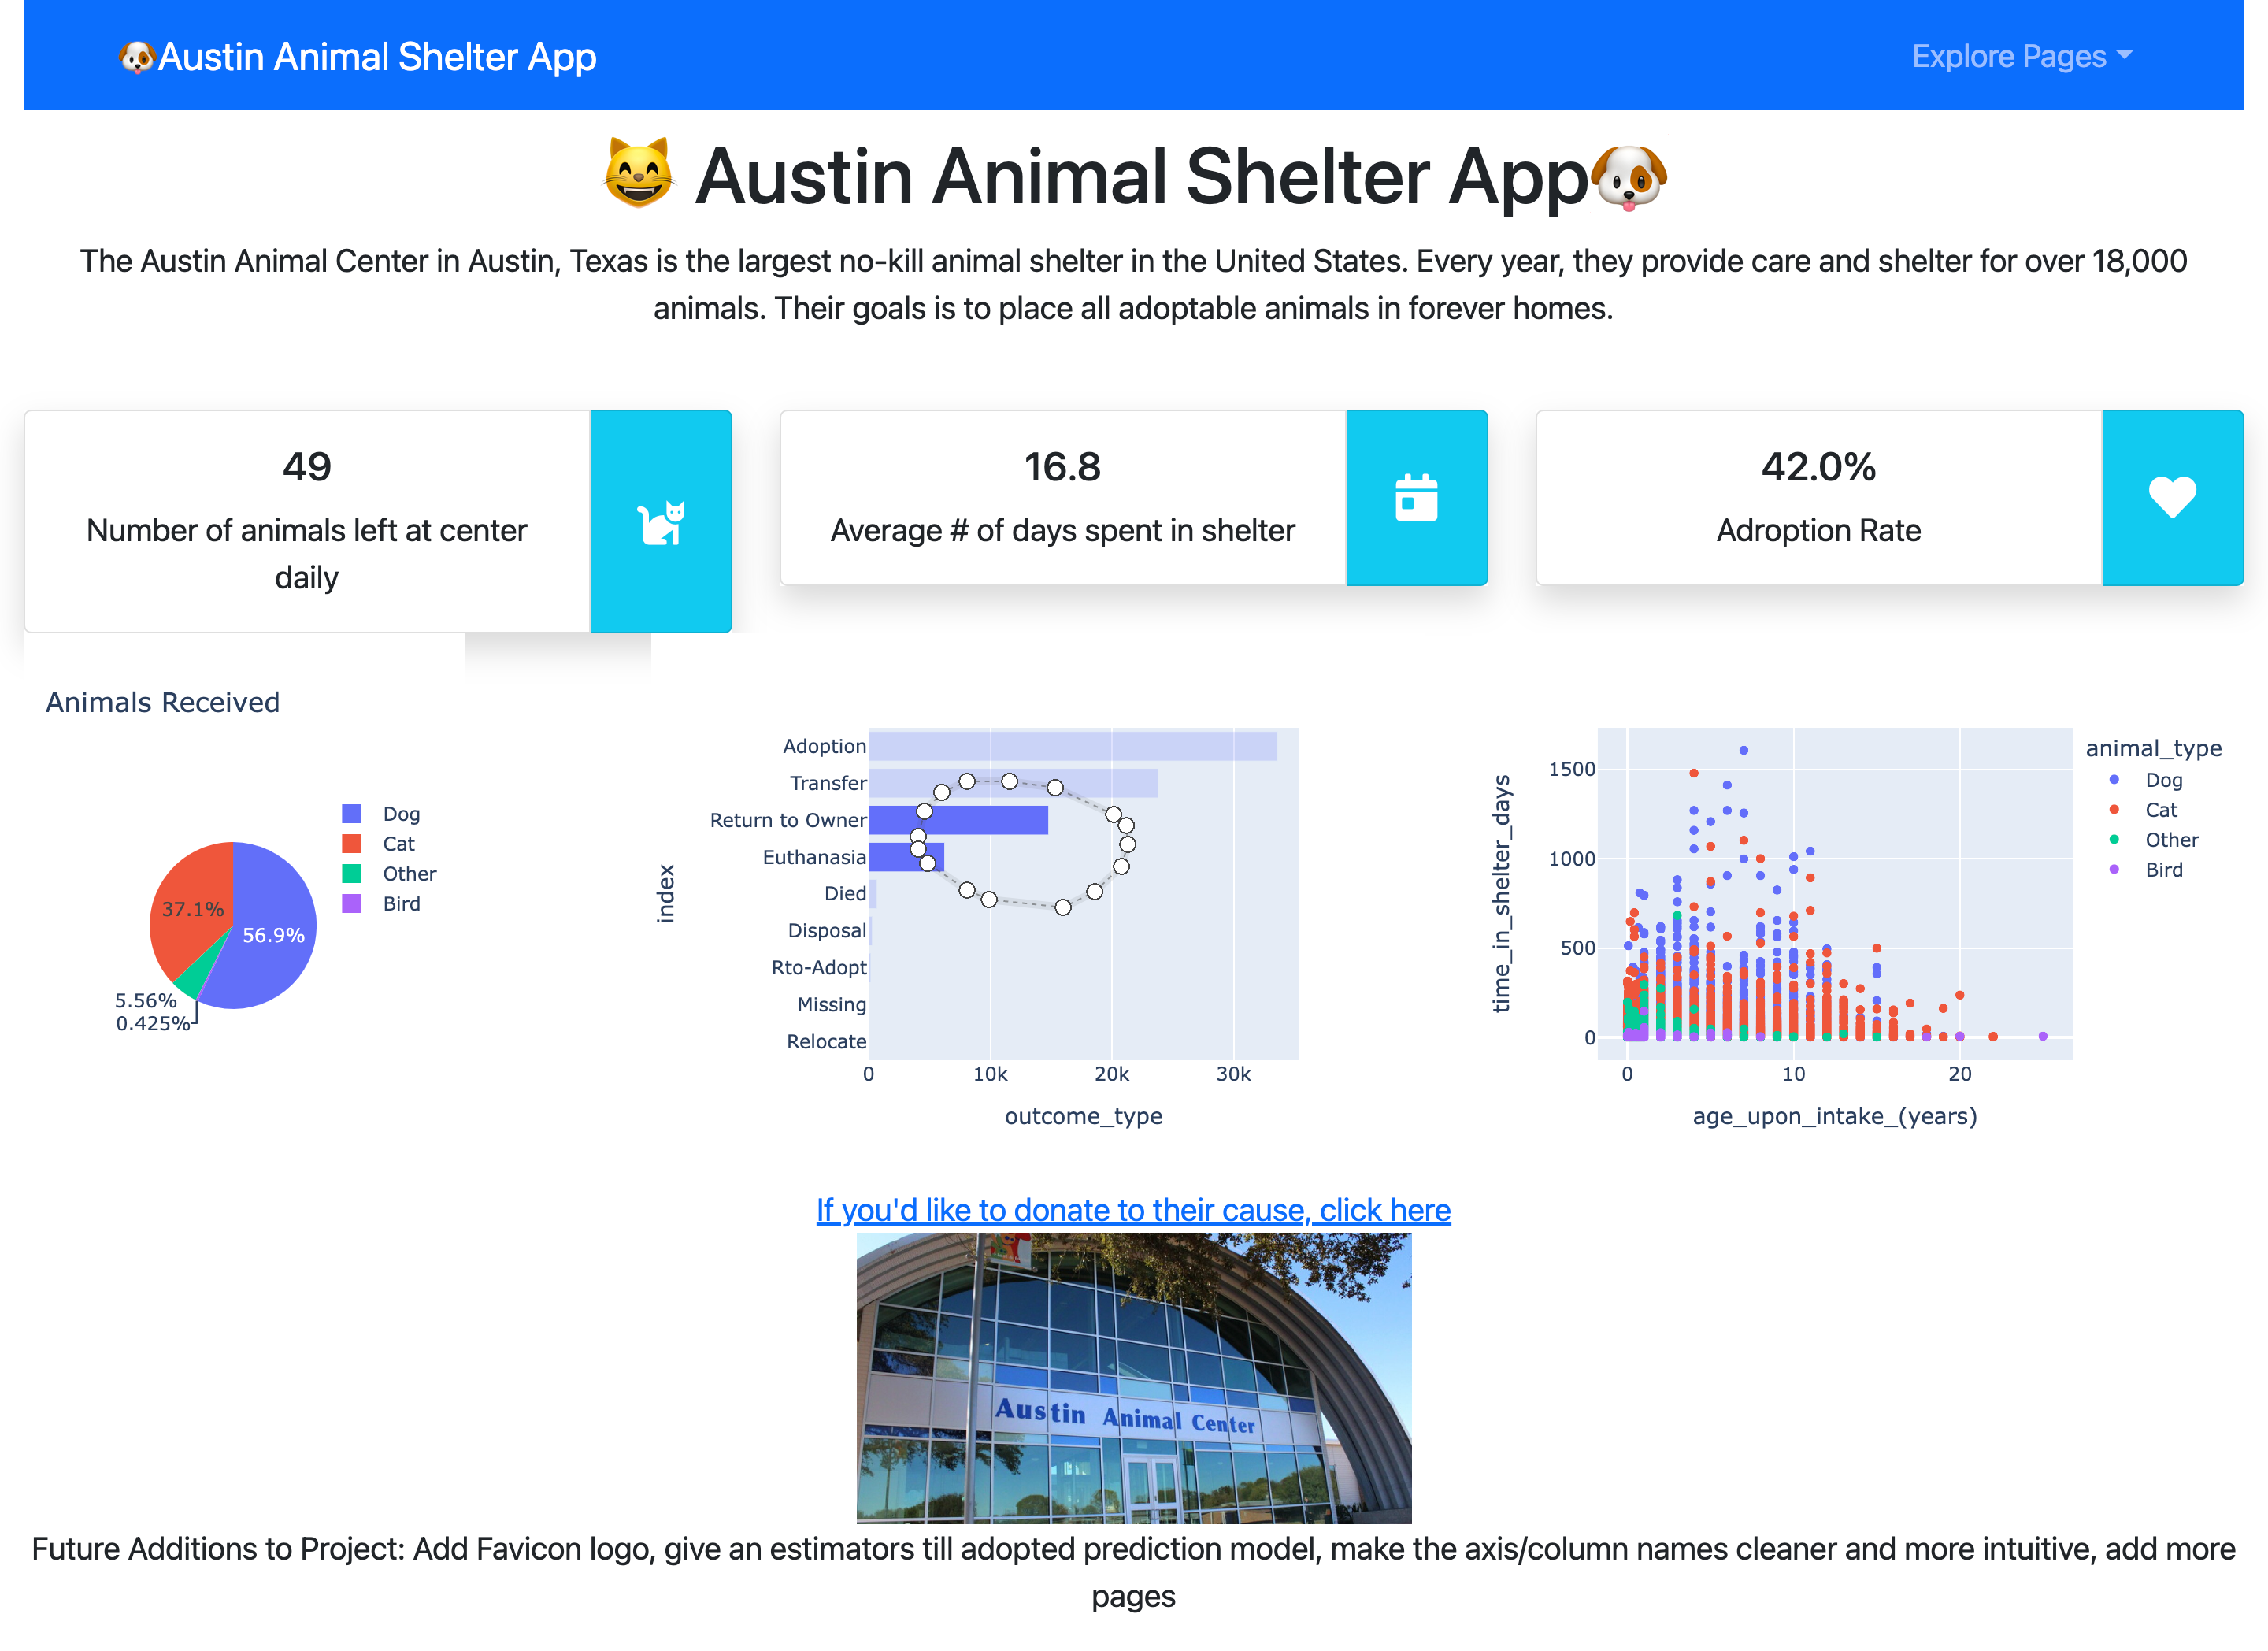 🐶Austin Animal Shelter App
Explore Pages
😸 Austin Animal Shelter App🐶
The Austin Animal Center in Austin, Texas is the largest no-kill animal shelter in the United States. Every year, they provide care and shelter for over 18,000
animals. Their goals is to place all adoptable animals in forever homes.
49
Number of animals left at center
daily
16.8
Average # of days spent in shelter
42.0%
Adroption Rate
Animals Received
Dog
Cat
Other
Bird
37.1%
56.9%
5.56%
0.425%
index
Adoption
Transfer
Return to Owner
Euthanasia
Died
Disposal
Rto-Adopt
Missing
Relocate
0 10k 20k 30k
outcome_type
time_in_shelter_days
1500
1000
500
0
0 10 20
age_upon_intake_(years)
animal_type
Dog
Cat
Other
Bird
If you'd like to donate to their cause, click here
Austin Animal Center
Future Additions to Project: Add Favicon logo, give an estimators till adopted prediction model, make the axis/column names cleaner and more intuitive, add more
pages